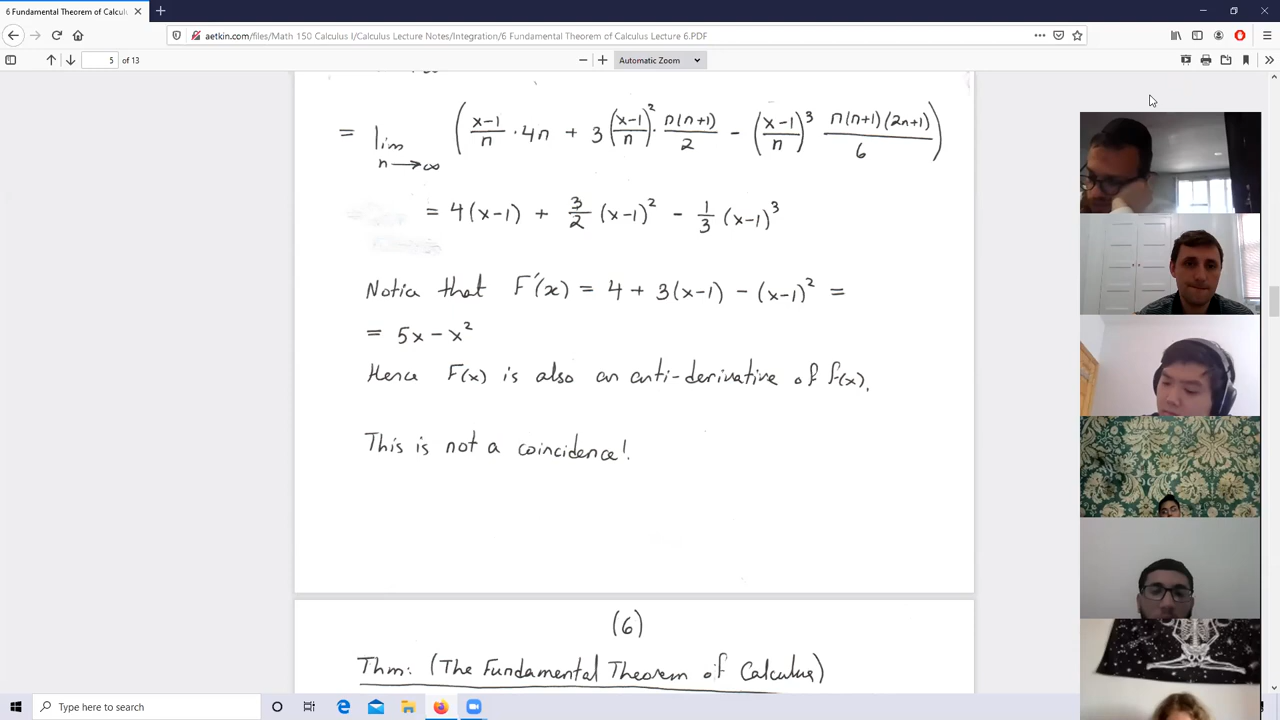 6 Fundamental Theorem of Calculu
aetkin.com/files/Math 150 Calculus I/Calculus Lecture Notes/Integration/6 Fundamental Theorem of Calculus Lecture 6.PDF
5 of 13
Automatic Zoom
= lim n→∞ ( x-1/n · 4n + 3 (x-1/n)² · n(n+1)/2 - (x-1/n)³ n(n+1)(2n+1)/6 )
= 4(x-1) + 3/2 (x-1)² - 1/3 (x-1)³
Notice that F'(x) = 4 + 3(x-1) - (x-1)² =
= 5x - x²
Hence F(x) is also an anti-derivative of f(x).
This is not a coincidence!
(6)
Thm: (The Fundamental Theorem of Calculus)
Type here to search